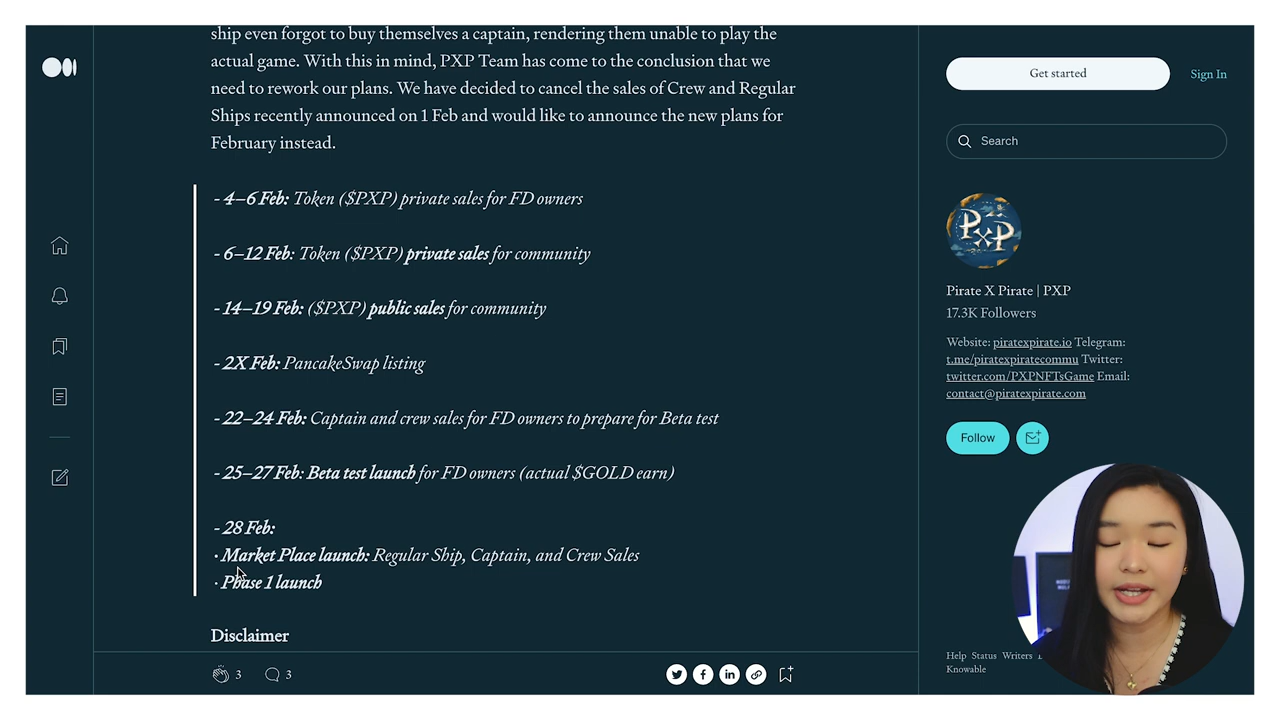 ship even forgot to buy themselves a captain, rendering them unable to play the
actual game. With this in mind, PXP Team has come to the conclusion that we
need to rework our plans. We have decided to cancel the sales of Crew and Regular
Ships recently announced on 1 Feb and would like to announce the new plans for
February instead.
- 4–6 Feb: Token ($PXP) private sales for FD owners
- 6–12 Feb: Token ($PXP) private sales for community
- 14–19 Feb: ($PXP) public sales for community
- 2X Feb: PancakeSwap listing
- 22–24 Feb: Captain and crew sales for FD owners to prepare for Beta test
- 25–27 Feb: Beta test launch for FD owners (actual $GOLD earn)
- 28 Feb:
· Market Place launch: Regular Ship, Captain, and Crew Sales
· Phase 1 launch
Disclaimer
3 3
Get started Sign In
Search
PXP
Pirate X Pirate | PXP
17.3K Followers
Website: piratexpirate.io Telegram:
t.me/piratexpiratecommu Twitter:
twitter.com/PXPNFTsGame Email:
contact@piratexpirate.com
Follow
Help Status Writers
Knowable